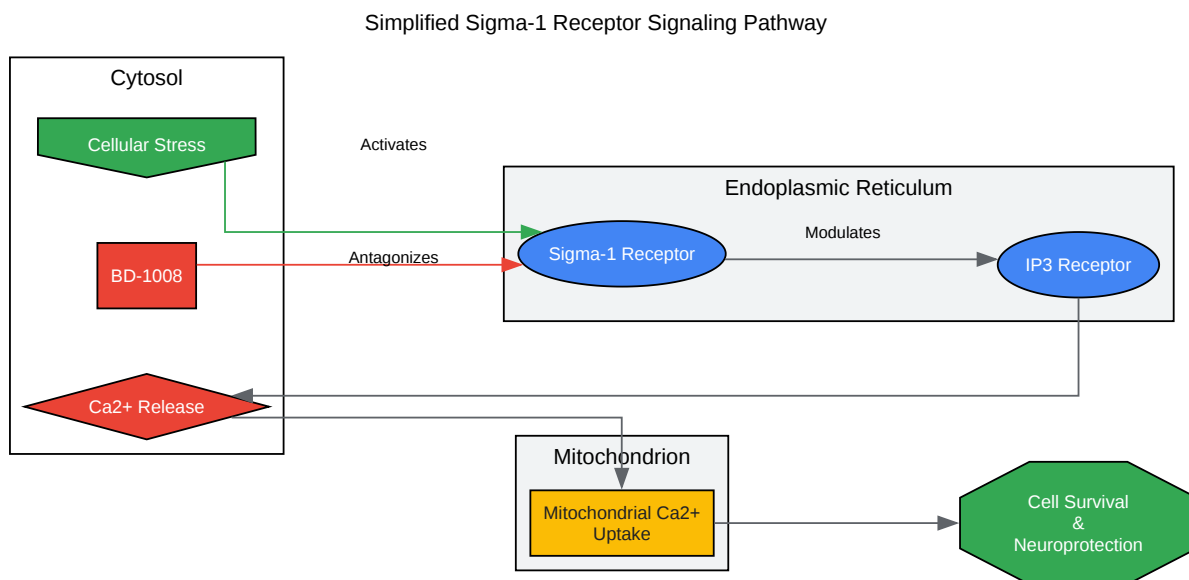 Simplified Sigma-1 Receptor Signaling Pathway
Cytosol
Cellular Stress
Activates
Endoplasmic Reticulum
Sigma-1 Receptor
Modulates
IP3 Receptor
BD-1008
Antagonizes
Ca2+ Release
Mitochondrion
Mitochondrial Ca2+
Uptake
Cell Survival
&
Neuroprotection